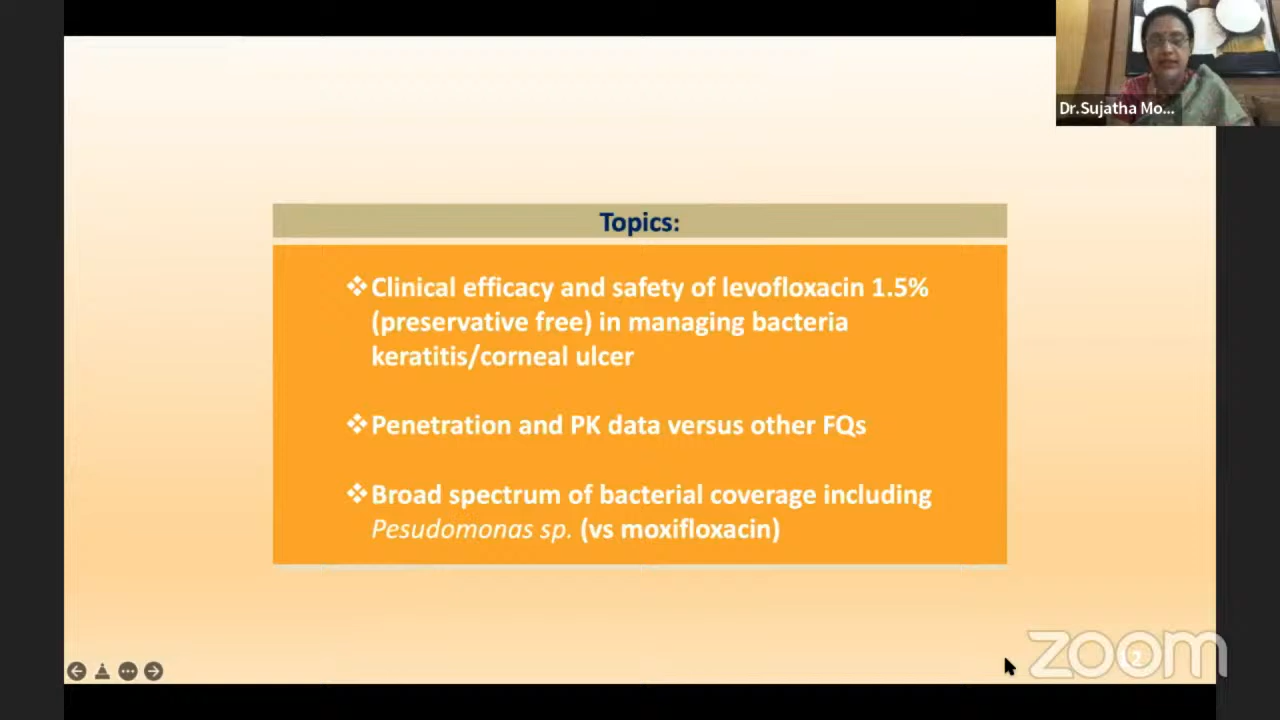 Dr.Sujatha Mo...
Topics:
❖Clinical efficacy and safety of levofloxacin 1.5%
(preservative free) in managing bacteria
keratitis/corneal ulcer
❖Penetration and PK data versus other FQs
❖Broad spectrum of bacterial coverage including
Pesudomonas sp. (vs moxifloxacin)
zoom